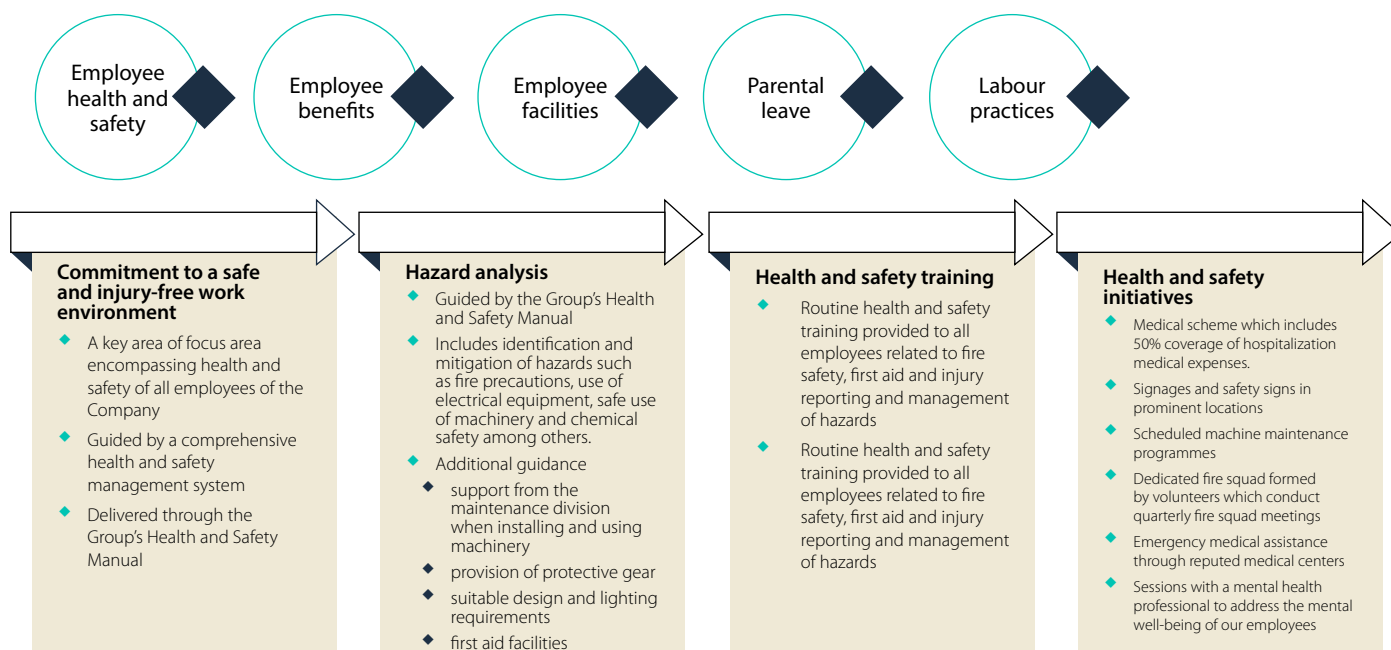 Employee
health and
safety
Employee
benefits
Employee
facilities
Parental
leave
Labour
practices
Commitment to a safe
and injury-free work
environment
A key area of focus area
encompassing health and
safety of all employees of the
Company
Guided by a comprehensive
health and safety
management system
Delivered through the
Group's Health and Safety
Manual
Hazard analysis
Guided by the Group's Health
and Safety Manual
Includes identification and
mitigation of hazards such
as fire precautions, use of
electrical equipment, safe use
of machinery and chemical
safety among others.
Additional guidance
support from the
maintenance division
when installing and using
machinery
provision of protective gear
suitable design and lighting
requirements
first aid facilities
Health and safety training
Routine health and safety
training provided to all
employees related to fire
safety, first aid and injury
reporting and management
of hazards
Routine health and safety
training provided to all
employees related to fire
safety, first aid and injury
reporting and management
of hazards
Health and safety
initiatives
Medical scheme which includes
50% coverage of hospitalization
medical expenses.
Signages and safety signs in
prominent locations
Scheduled machine maintenance
programmes
Dedicated fire squad formed
by volunteers which conduct
quarterly fire squad meetings
Emergency medical assistance
through reputed medical centers
Sessions with a mental health
professional to address the mental
well-being of our employees